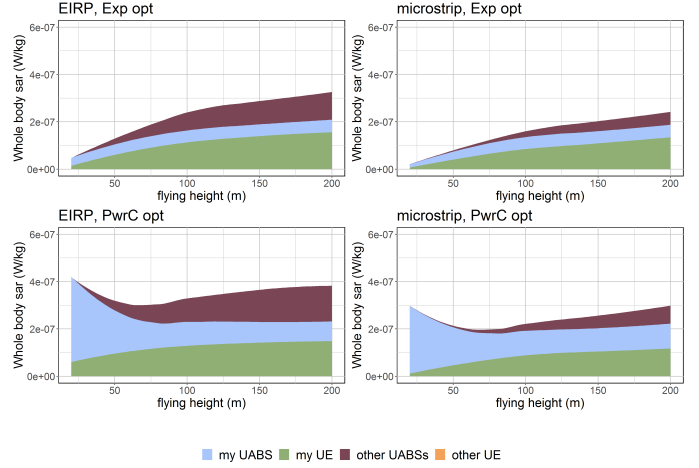 EIRP, Exp opt
microstrip, Exp opt
Whole body sar (W/kg)
6e-07
4e-07
2e-07
0e+00
50
100
150
200
flying height (m)
Whole body sar (W/kg)
6e-07
4e-07
2e-07
0e+00
50
100
150
200
flying height (m)
EIRP, PwrC opt
microstrip, PwrC opt
Whole body sar (W/kg)
6e-07
4e-07
2e-07
0e+00
50
100
150
200
flying height (m)
Whole body sar (W/kg)
6e-07
4e-07
2e-07
0e+00
50
100
150
200
flying height (m)
my UABS my UE other UABSs other UE